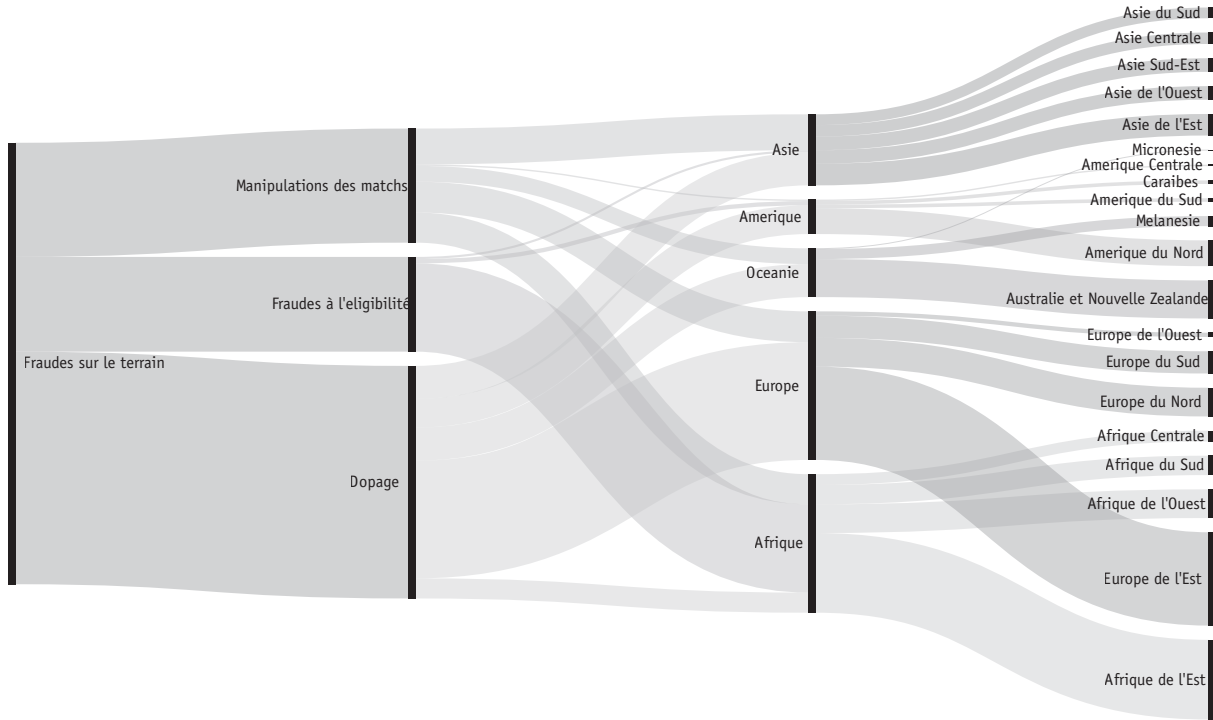 Fraudes sur le terrain
Manipulations des matchs
Fraudes à l'eligibilité
Dopage
Asie
Amerique
Oceanie
Europe
Afrique
Asie du Sud
Asie Centrale
Asie Sud-Est
Asie de l'Ouest
Asie de l'Est
Micronesie
Amerique Centrale
Caraibes
Amerique du Sud
Melanesie
Amerique du Nord
Australie et Nouvelle Zealande
Europe de l'Ouest
Europe du Sud
Europe du Nord
Afrique Centrale
Afrique du Sud
Afrique de l'Ouest
Europe de l'Est
Afrique de l'Est